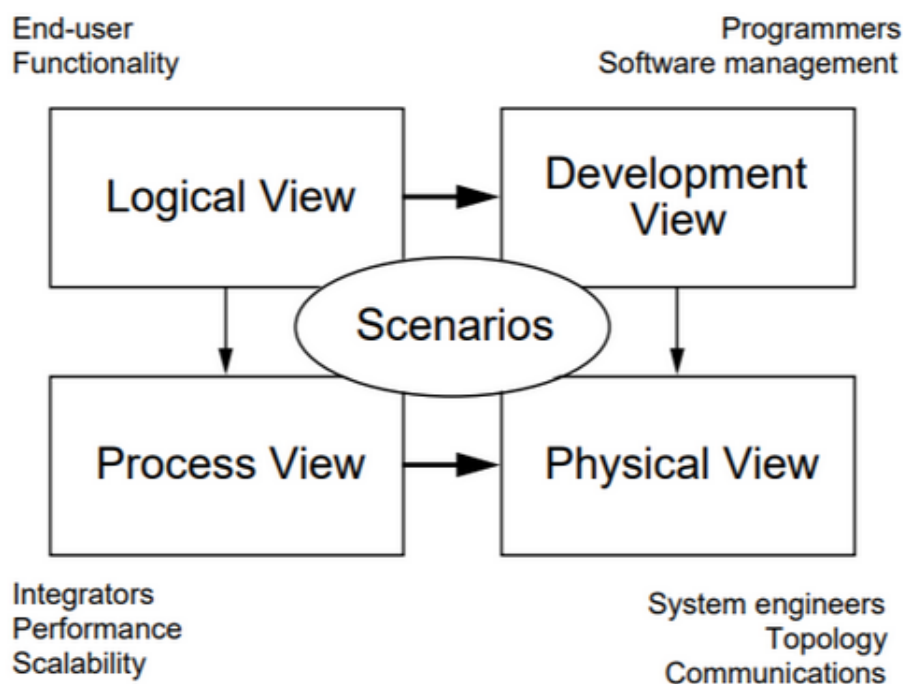 End-user
Functionality
Programmers
Software management
Logical View
Development
View
Scenarios
Process View
Physical View
Integrators
Performance
Scalability
System engineers
Topology
Communications